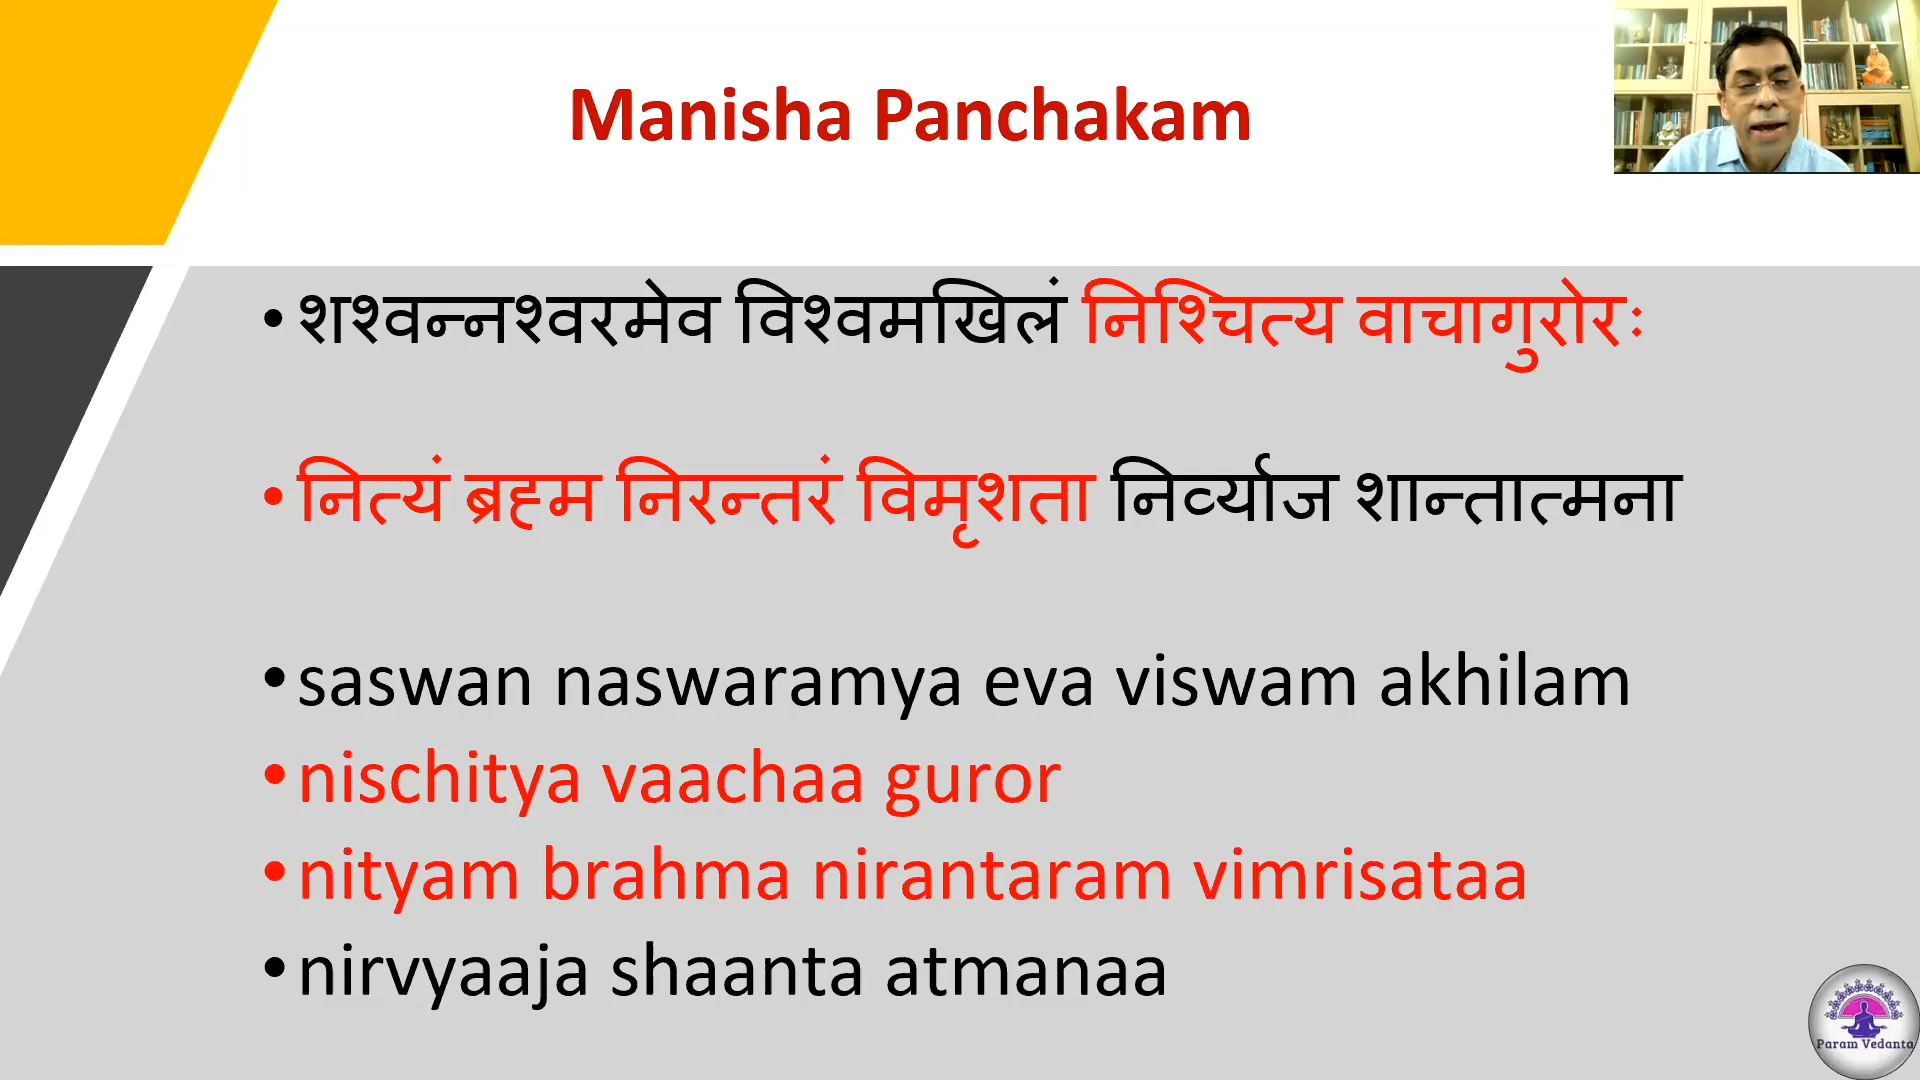 Manisha Panchakam
• शश्वन्नश्वरमेव विश्वमखिलं निश्चित्य वाचागुरोरः
• नित्यं ब्रह्म निरन्तरं विमृशता निर्व्याज शान्तात्मना
• saswan naswaramya eva viswam akhilam
• nischitya vaachaa guror
• nityam brahma nirantaram vimrisataa
• nirvyaaja shaanta atmanaa
Param Vedanta